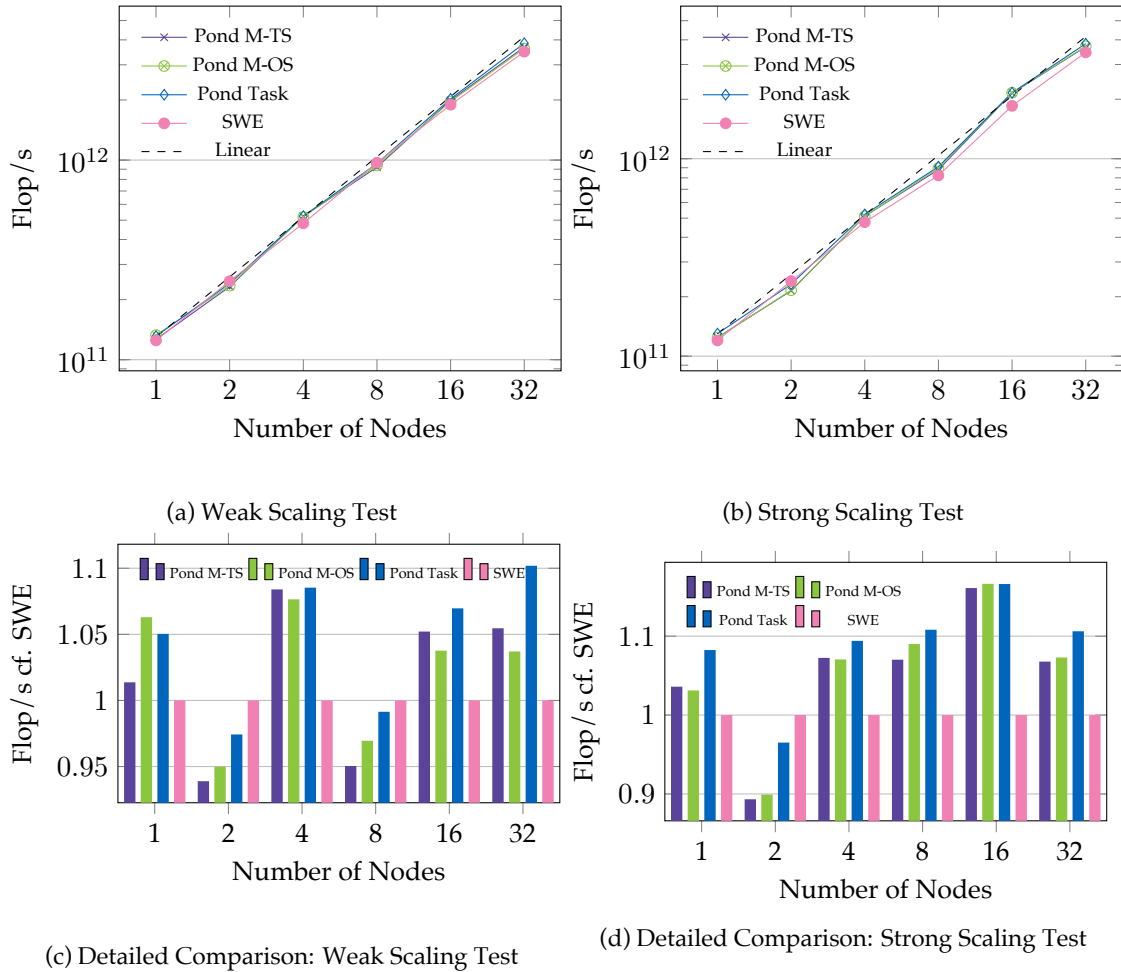 Pond M-TS
Pond M-OS
Pond Task
SWE
Linear
10^12
10^11
Flop/s
1 2 4 8 16 32
Number of Nodes
(a) Weak Scaling Test
Pond M-TS
Pond M-OS
Pond Task
SWE
Linear
10^12
10^11
Flop/s
1 2 4 8 16 32
Number of Nodes
(b) Strong Scaling Test
Pond M-TS Pond M-OS Pond Task SWE
1.1
1.05
1
0.95
Flop/s cf. SWE
1 2 4 8 16 32
Number of Nodes
(c) Detailed Comparison: Weak Scaling Test
Pond M-TS Pond M-OS
Pond Task SWE
1.1
1
0.9
Flop/s cf. SWE
1 2 4 8 16 32
Number of Nodes
(d) Detailed Comparison: Strong Scaling Test